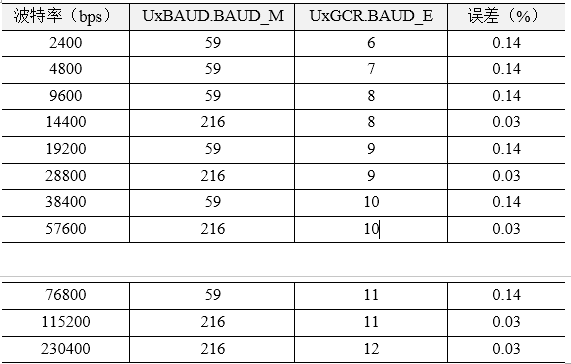 波特率（bps） UxBAUD.BAUD_M UxGCR.BAUD_E 误差（%）
2400 59 6 0.14
4800 59 7 0.14
9600 59 8 0.14
14400 216 8 0.03
19200 59 9 0.14
28800 216 9 0.03
38400 59 10 0.14
57600 216 10 0.03
76800 59 11 0.14
115200 216 11 0.03
230400 216 12 0.03